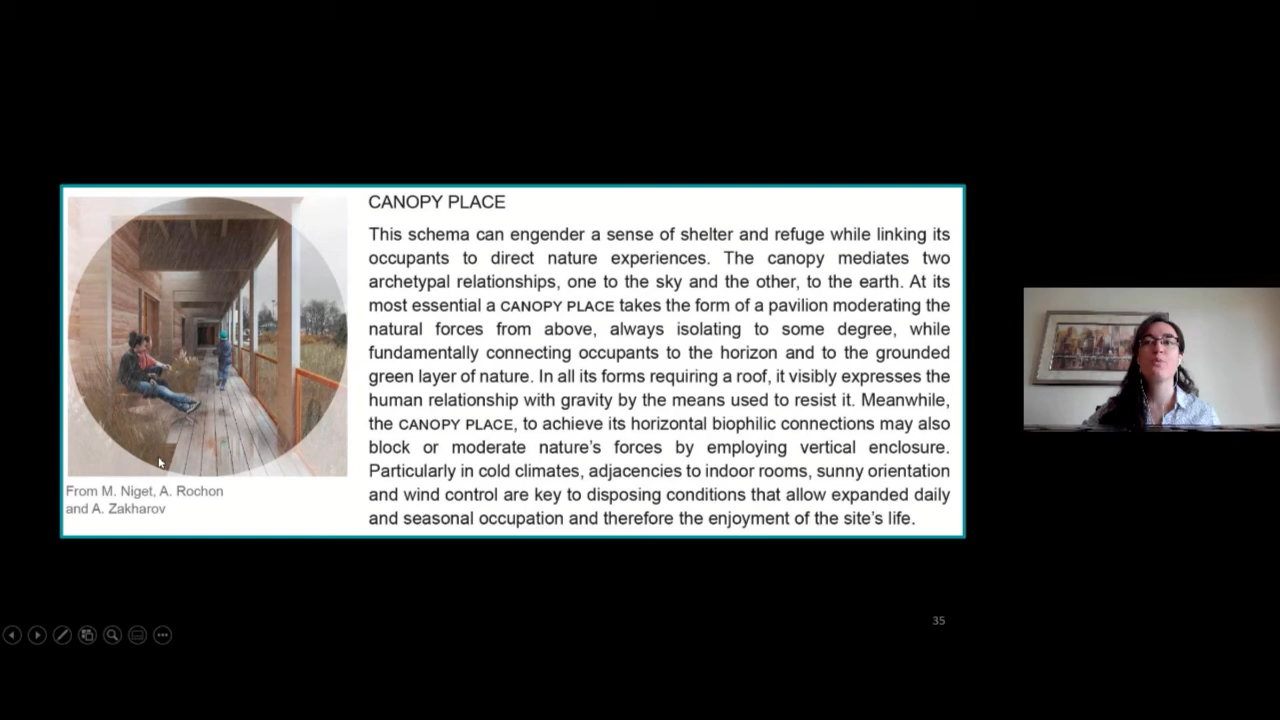 CANOPY PLACE
This schema can engender a sense of shelter and refuge while linking its
occupants to direct nature experiences. The canopy mediates two
archetypal relationships, one to the sky and the other, to the earth. At its
most essential a CANOPY PLACE takes the form of a pavilion moderating the
natural forces from above, always isolating to some degree, while
fundamentally connecting occupants to the horizon and to the grounded
green layer of nature. In all its forms requiring a roof, it visibly expresses the
human relationship with gravity by the means used to resist it. Meanwhile,
the CANOPY PLACE, to achieve its horizontal biophilic connections may also
block or moderate nature's forces by employing vertical enclosure.
Particularly in cold climates, adjacencies to indoor rooms, sunny orientation
and wind control are key to disposing conditions that allow expanded daily
and seasonal occupation and therefore the enjoyment of the site's life.
From M. Niget, A. Rochon
and A. Zakharov
35